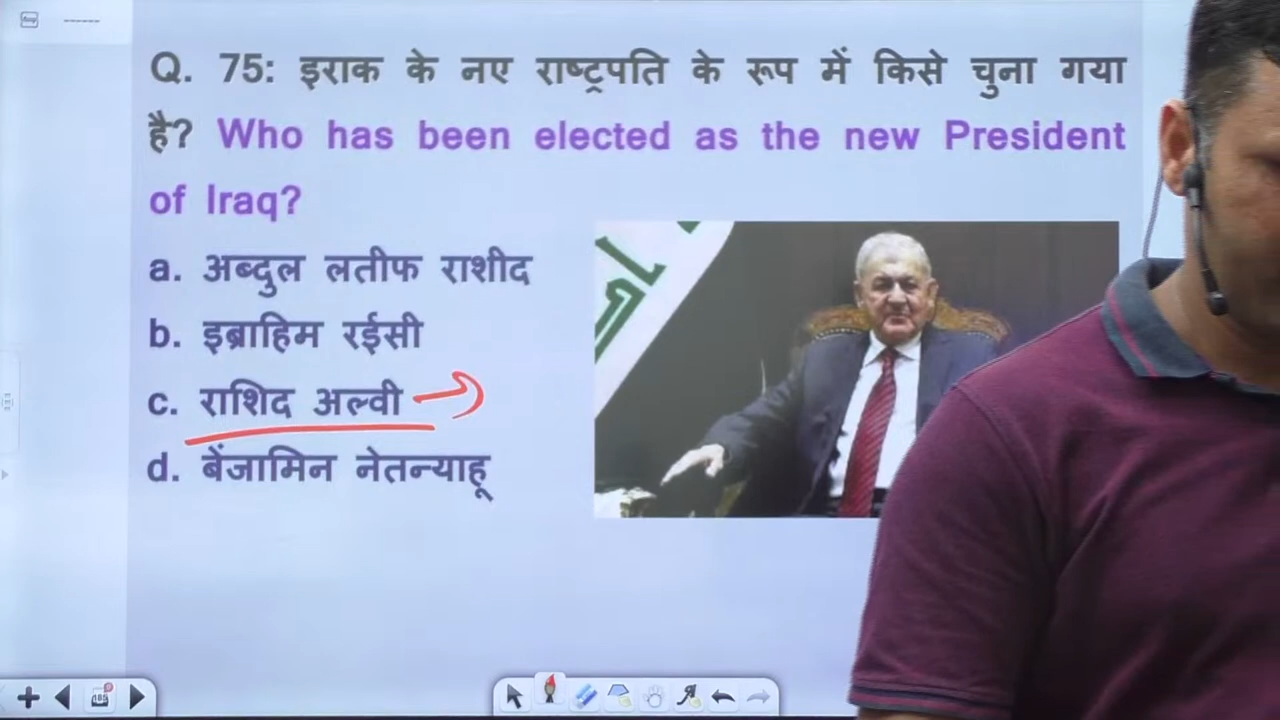 Q. 75: इराक के नए राष्ट्रपति के रूप में किसे चुना गया
है? Who has been elected as the new President
of Iraq?
a. अब्दुल लतीफ राशीद
b. इब्राहिम रईसी
c. राशिद अल्वी
d. बेंजामिन नेतन्याहू
185